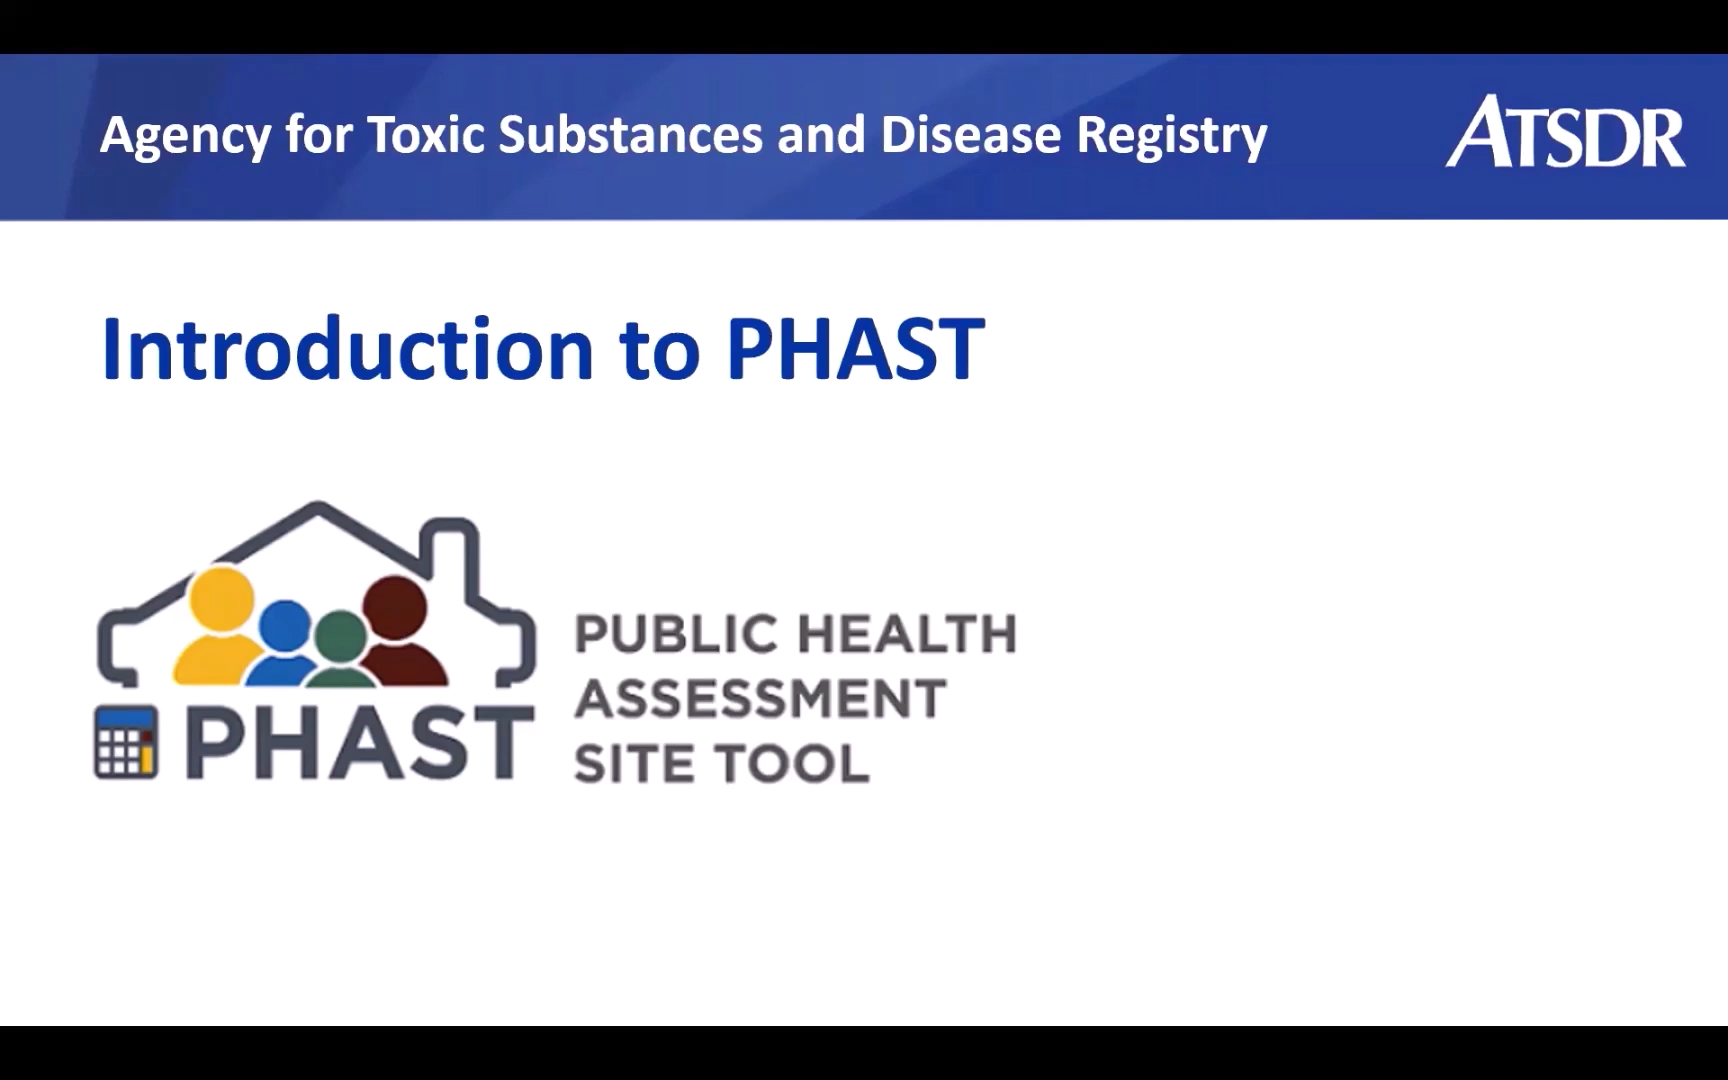 Agency for Toxic Substances and Disease Registry
ATSDR
Introduction to PHAST
PHAST
PUBLIC HEALTH
ASSESSMENT
SITE TOOL